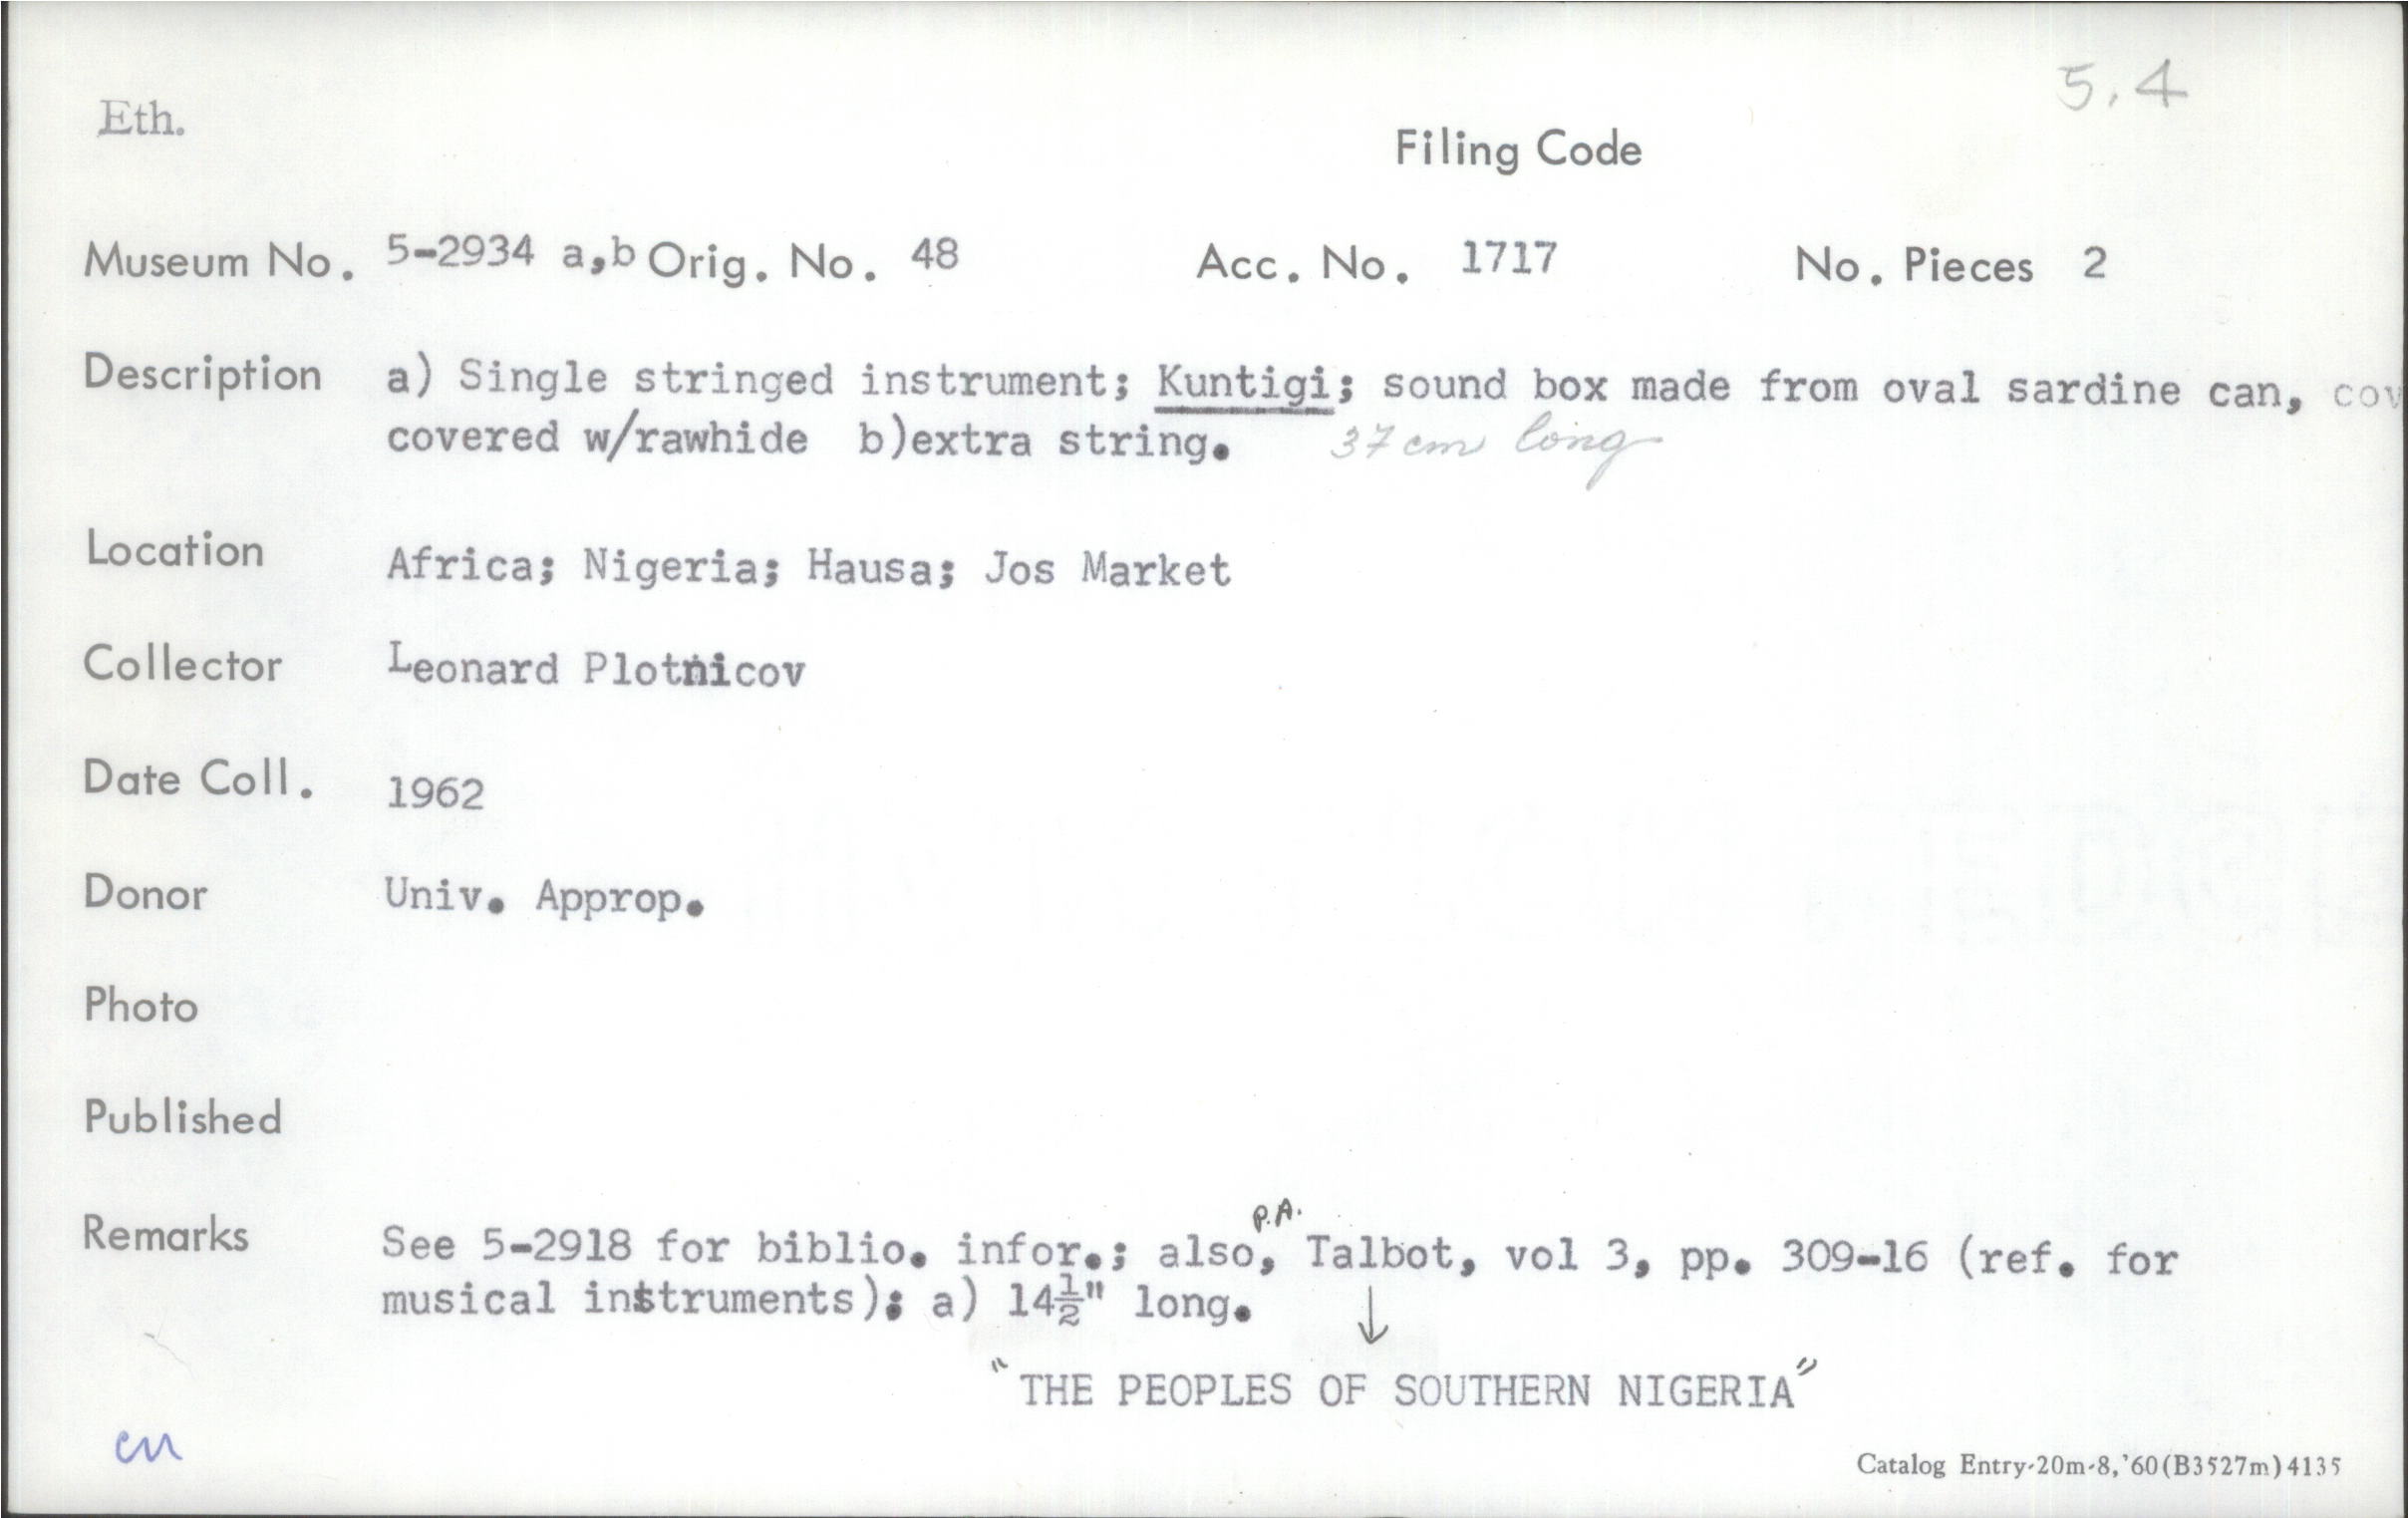 Eth.
5.4
Filing Code
Museum No. 5-2934 a,b Orig. No. 48 Acc. No. 1717 No. Pieces 2
Description a) Single stringed instrument; Kuntigi; sound box made from oval sardine can, cov
covered w/rawhide b)extra string. 37 cm long
Location Africa; Nigeria; Hausa; Jos Market
Collector Leonard Plotnicov
Date Coll. 1962
Donor Univ. Approp.
Photo
Published
Remarks See 5-2918 for biblio. infor.; also, P.A. Talbot, vol 3, pp. 309-16 (ref. for
musical instruments); a) 14½" long. ↓
"THE PEOPLES OF SOUTHERN NIGERIA"
Catalog Entry-20m-8,'60(B3527m)4135